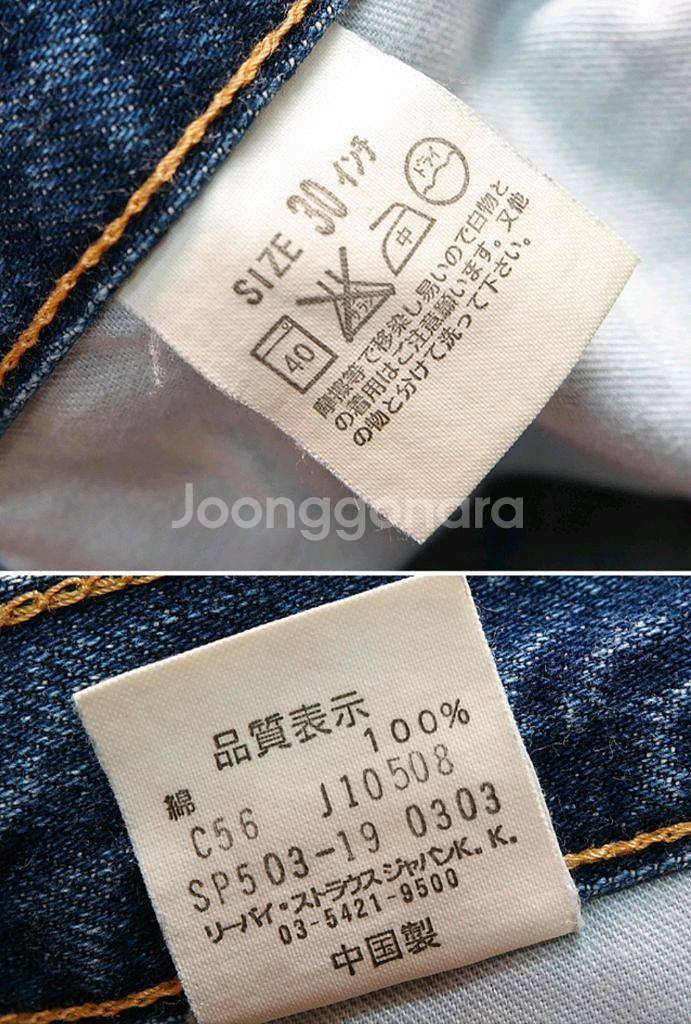 SIZE 30 インチ
40
エンソ
中
ドライ
摩擦等で移染し易いので白物と
の着用はご注意願います。又他
の物と分けて洗って下さい。
Joonggonara
品質表示
綿 100%
C56 J10508
SP503-19 0303
リーバイ・ストラウスジャパンK.K.
03-5421-9500
中国製